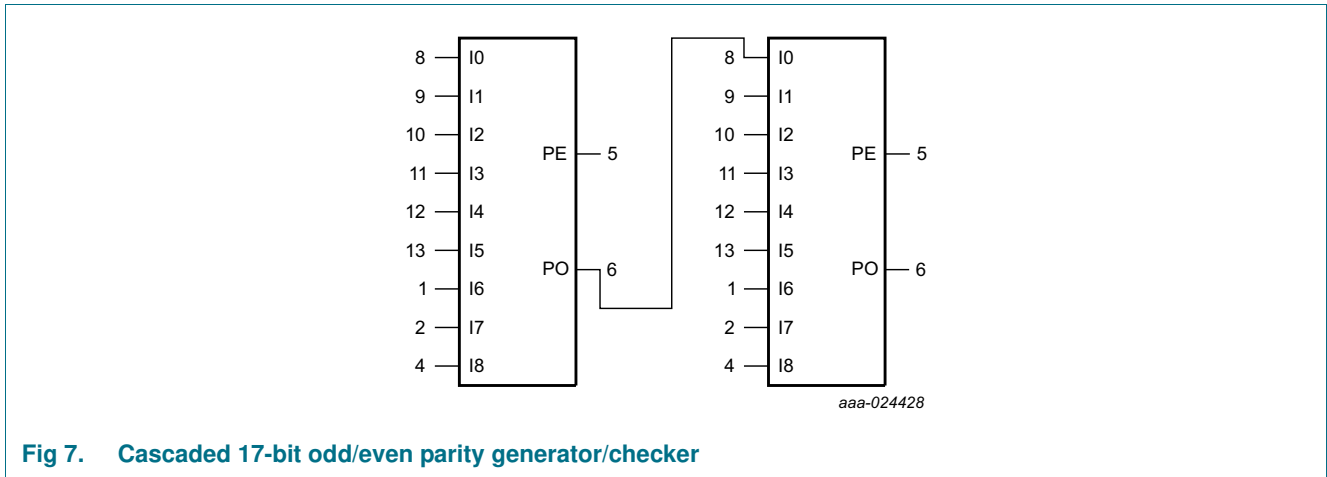 8 I0 8 I0
9 I1 9 I1
10 I2 10 I2
PE 5 PE 5
11 I3 11 I3
12 I4 12 I4
13 I5 13 I5
PO 6 PO 6
1 I6 1 I6
2 I7 2 I7
4 I8 4 I8
aaa-024428
Fig 7. Cascaded 17-bit odd/even parity generator/checker